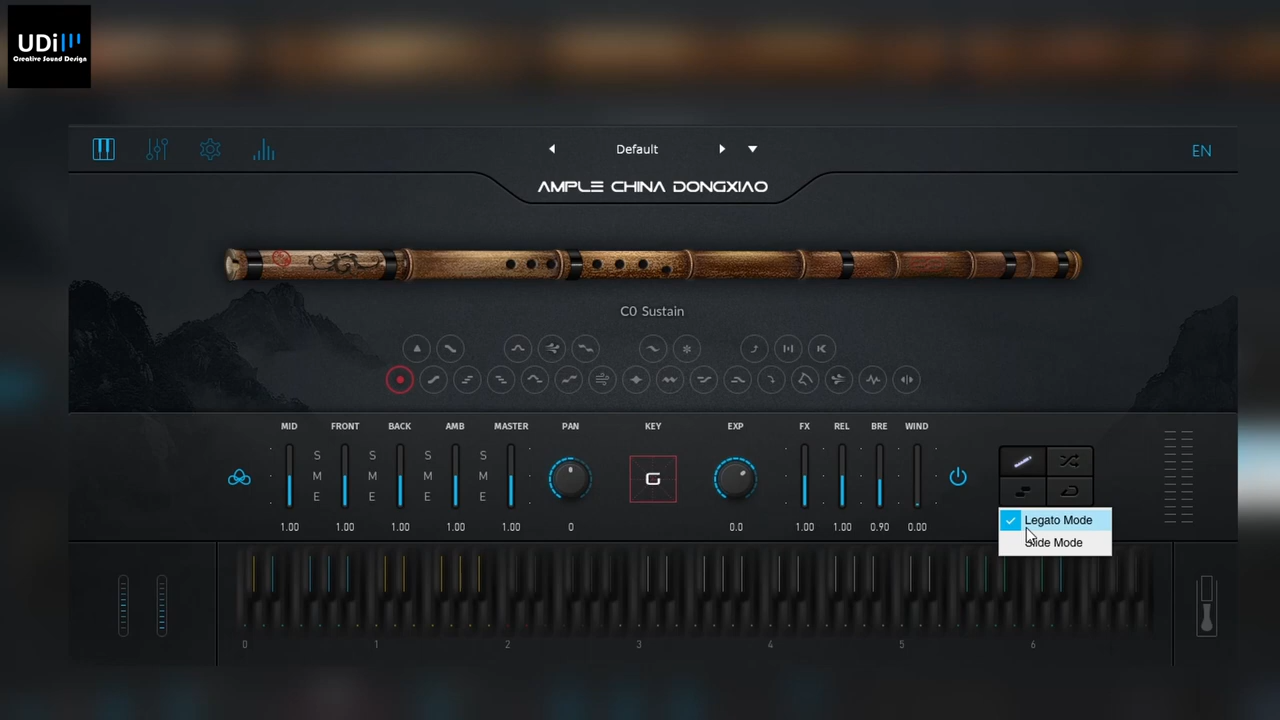 UDi
Creative Sound Design
Default
EN
AMPLE CHINA DONGXIAO
C0 Sustain
MID FRONT BACK AMB MASTER PAN KEY EXP FX REL BRE WIND
S S S S
M M M M
E E E E
G
1.00 1.00 1.00 1.00 1.00 0 0.0 1.00 1.00 0.90 0.00
Legato Mode
Slide Mode
0 1 2 3 4 5 6